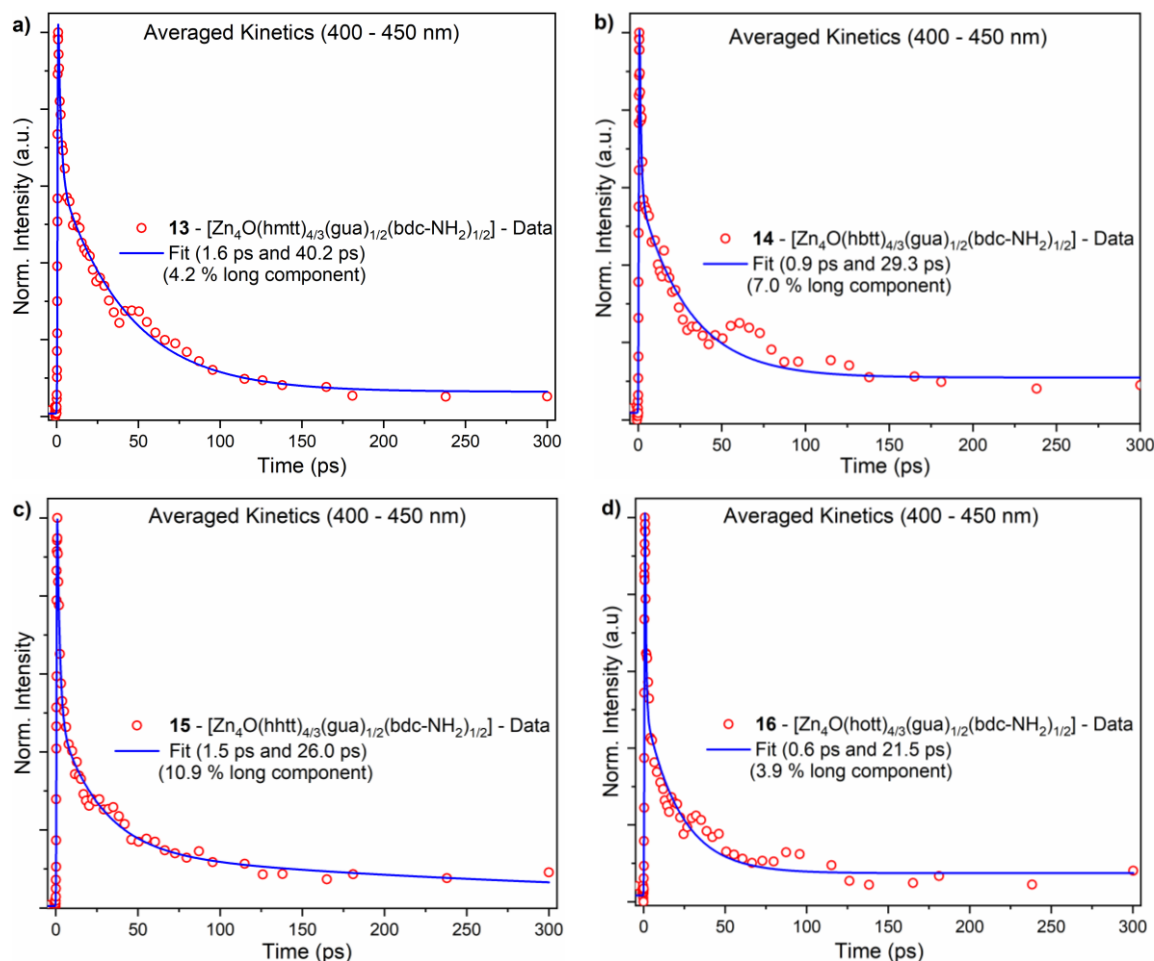 a)
Averaged Kinetics (400 - 450 nm)
Norm. Intensity (a.u.)
13 - [Zn4O(hmtt)4/3(gua)1/2(bdc-NH2)1/2] - Data
Fit (1.6 ps and 40.2 ps)
(4.2 % long component)
0 50 100 150 200 250 300
Time (ps)
b)
Averaged Kinetics (400 - 450 nm)
Norm. Intensity (a.u.)
14 - [Zn4O(hbtt)4/3(gua)1/2(bdc-NH2)1/2] - Data
Fit (0.9 ps and 29.3 ps)
(7.0 % long component)
0 50 100 150 200 250 300
Time (ps)
c)
Averaged Kinetics (400 - 450 nm)
Norm. Intensity
15 - [Zn4O(hhtt)4/3(gua)1/2(bdc-NH2)1/2] - Data
Fit (1.5 ps and 26.0 ps)
(10.9 % long component)
0 50 100 150 200 250 300
Time (ps)
d)
Averaged Kinetics (400 - 450 nm)
Norm. Intensity (a.u)
16 - [Zn4O(hott)4/3(gua)1/2(bdc-NH2)1/2] - Data
Fit (0.6 ps and 21.5 ps)
(3.9 % long component)
0 50 100 150 200 250 300
Time (ps)